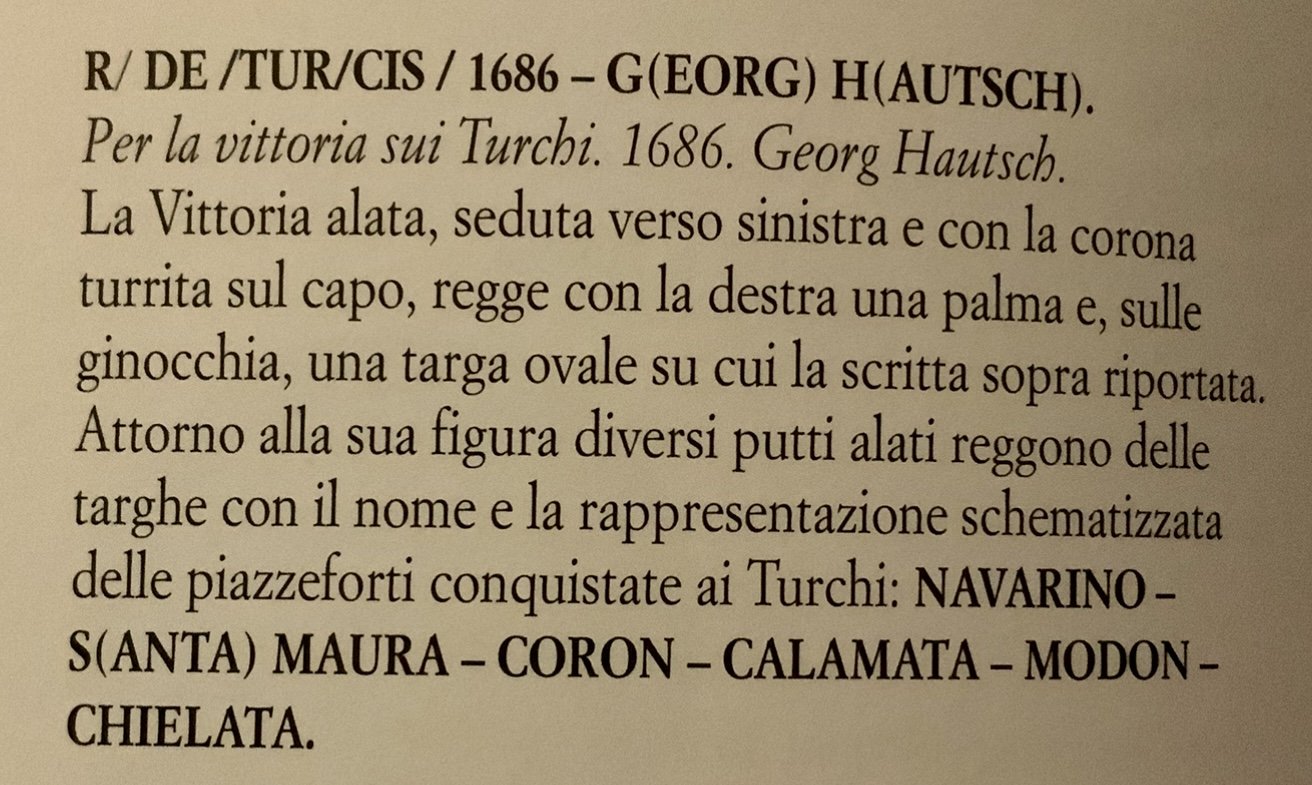 R/ DE /TUR/CIS / 1686 – G(EORG) H(AUTSCH).
Per la vittoria sui Turchi. 1686. Georg Hautsch.
La Vittoria alata, seduta verso sinistra e con la corona
turrita sul capo, regge con la destra una palma e, sulle
ginocchia, una targa ovale su cui la scritta sopra riportata.
Attorno alla sua figura diversi putti alati reggono delle
targhe con il nome e la rappresentazione schematizzata
delle piazzeforti conquistate ai Turchi: NAVARINO –
S(ANTA) MAURA – CORON – CALAMATA – MODON –
CHIELATA.